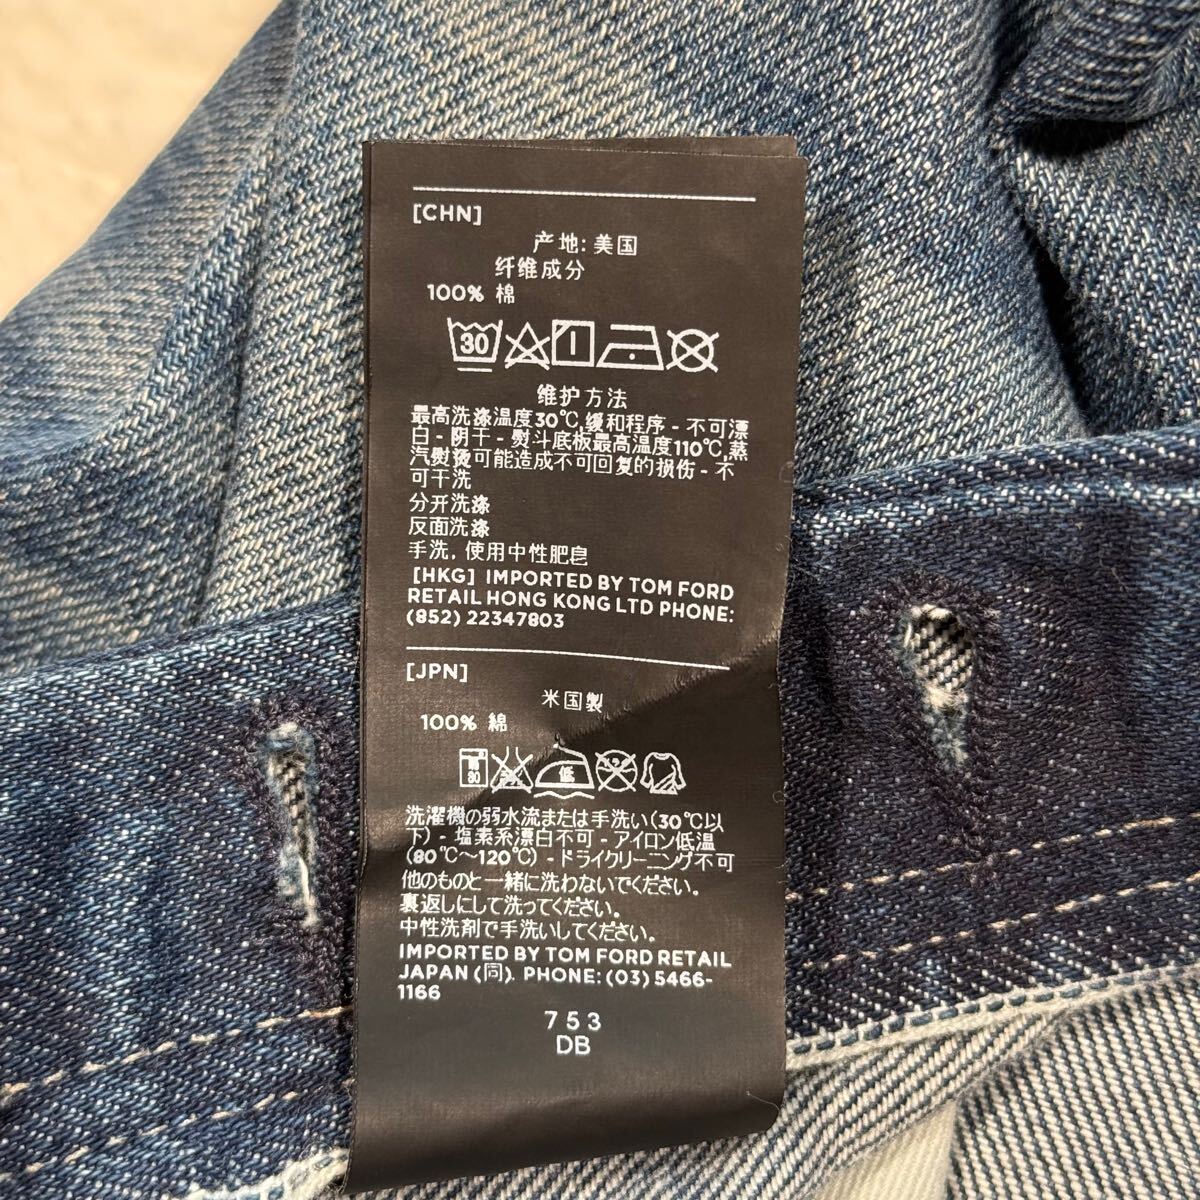 [CHN]
产地: 美国
纤维成分
100% 棉
30
维护方法
最高洗涤温度30℃,缓和程序 - 不可漂
白 - 阴干 - 熨斗底板最高温度110℃,蒸
汽熨烫可能造成不可回复的损伤 - 不
可干洗
分开洗涤
反面洗涤
手洗, 使用中性肥皂
[HKG] IMPORTED BY TOM FORD
RETAIL HONG KONG LTD PHONE:
(852) 22347803
[JPN]
米国製
100% 綿
30 低
洗濯機の弱水流または手洗い(30℃以
下) - 塩素系漂白不可 - アイロン低温
(80℃~120℃) - ドライクリーニング不可
他のものと一緒に洗わないでください。
裏返しにして洗ってください。
中性洗剤で手洗いしてください。
IMPORTED BY TOM FORD RETAIL
JAPAN (同). PHONE: (03) 5466-
1166
753
DB